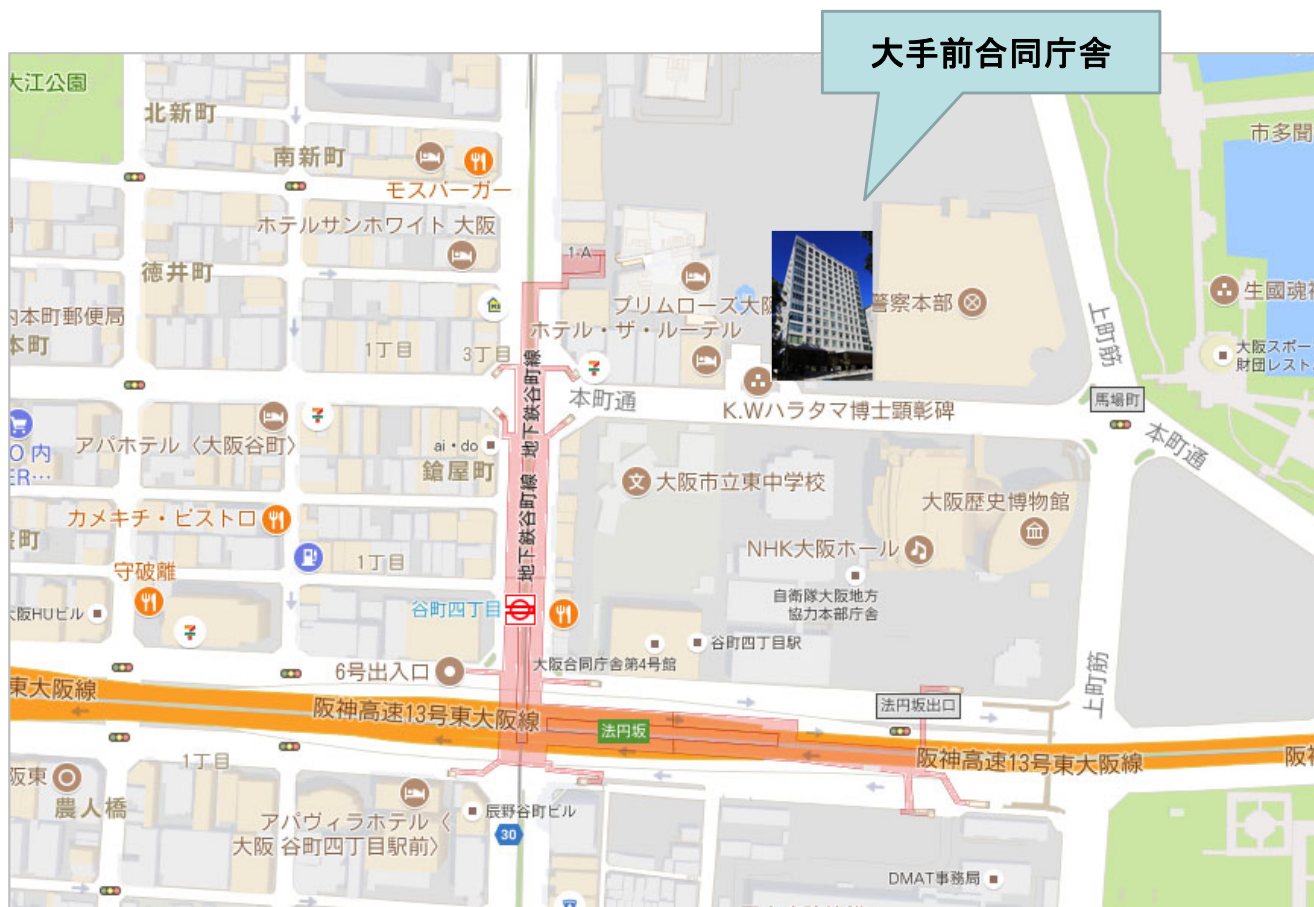 大手前合同庁舎
大江公園
北新町
南新町
モスバーガー
市多聞
ホテルサンホワイト 大阪
1-A
徳井町
プリムローズ大阪
警察本部
生國魂神
内本町郵便局
本町
1丁目
3丁目
ホテル・ザ・ルーテル
上町筋
大阪スポー
財団レスト
地下鉄谷町線
地下鉄谷町線
本町通
K.Wハラタマ博士顕彰碑
馬場町
本町通
アパホテル〈大阪谷町〉
ai・do
鎗屋町
O 内
ER…
大阪市立東中学校
大阪歴史博物館
カメキチ・ビストロ
町
1丁目
NHK大阪ホール
守破離
自衛隊大阪地方
協力本部庁舎
谷町四丁目
大阪HUビル
谷町四丁目駅
大阪合同庁舎第4号館
6号出入口
上町筋
東大阪線
阪神高速13号東大阪線
法円坂
法円坂出口
阪神高速13号東大阪線
阪神
1丁目
阪東
農人橋
アパヴィラホテル〈
大阪 谷町四丁目駅前〉
辰野谷町ビル
30
DMAT事務局